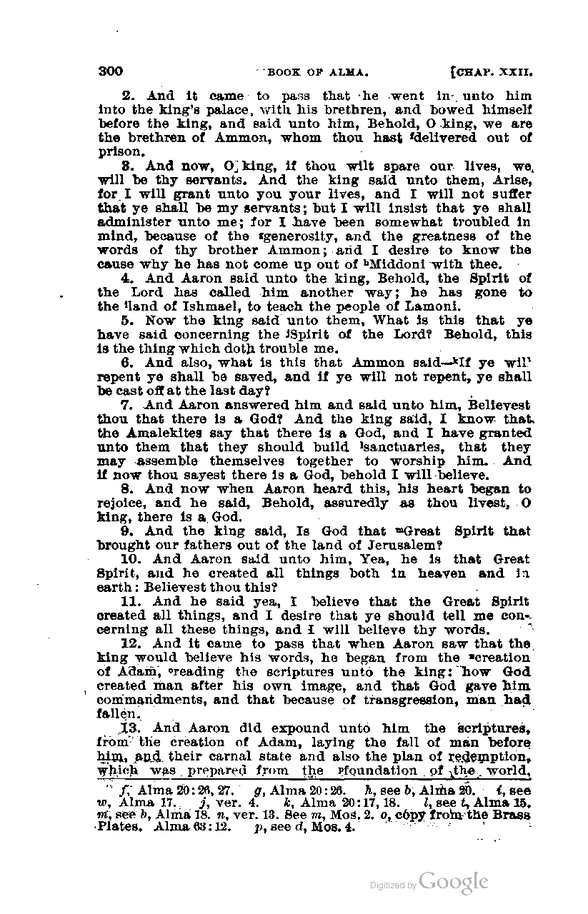 300 BOOK OF ALMA. [CHAP. XXII.
2. And it came to pass that he went in unto him
into the king's palace, with his brethren, and bowed himself
before the king, and said unto him, Behold, O king, we are
the brethren of Ammon, whom thou hast fdelivered out of
prison.
3. And now, O king, if thou wilt spare our lives, we
will be thy servants. And the king said unto them, Arise,
for I will grant unto you your lives, and I will not suffer
that ye shall be my servants; but I will insist that ye shall
administer unto me; for I have been somewhat troubled in
mind, because of the ggenerosity, and the greatness of the
words of thy brother Ammon; and I desire to know the
cause why he has not come up out of hMiddoni with thee.
4. And Aaron said unto the king, Behold, the Spirit of
the Lord has called him another way; he has gone to
the iland of Ishmael, to teach the people of Lamoni.
5. Now the king said unto them, What is this that ye
have said concerning the jSpirit of the Lord? Behold, this
is the thing which doth trouble me.
6. And also, what is this that Ammon said—kIf ye will
repent ye shall be saved, and if ye will not repent, ye shall
be cast off at the last day?
7. And Aaron answered him and said unto him, Believest
thou that there is a God? And the king said, I know that
the Amalekites say that there is a God, and I have granted
unto them that they should build lsanctuaries, that they
may assemble themselves together to worship him. And
if now thou sayest there is a God, behold I will believe.
8. And now when Aaron heard this, his heart began to
rejoice, and he said, Behold, assuredly as thou livest, O
king, there is a God.
9. And the king said, Is God that mGreat Spirit that
brought our fathers out of the land of Jerusalem?
10. And Aaron said unto him, Yea, he is that Great
Spirit, and he created all things both in heaven and in
earth: Believest thou this?
11. And he said yea, I believe that the Great Spirit
created all things, and I desire that ye should tell me con-
cerning all these things, and I will believe thy words.
12. And it came to pass that when Aaron saw that the
king would believe his words, he began from the ncreation
of Adam, oreading the scriptures unto the king: how God
created man after his own image, and that God gave him
commandments, and that because of transgression, man had
fallen.
13. And Aaron did expound unto him the scriptures,
from the creation of Adam, laying the fall of man before
him, and their carnal state and also the plan of redemption,
which was prepared from the pfoundation of the world,
f, Alma 20:26, 27. g, Alma 20:26. h, see b, Alma 20. i, see
w, Alma 17. j, ver. 4. k, Alma 20:17, 18. l, see t, Alma 15.
m, see b, Alma 18. n, ver. 13. See m, Mos. 2. o, copy from the Brass
Plates. Alma 63:12. p, see d, Mos. 4.
Digitized by Google